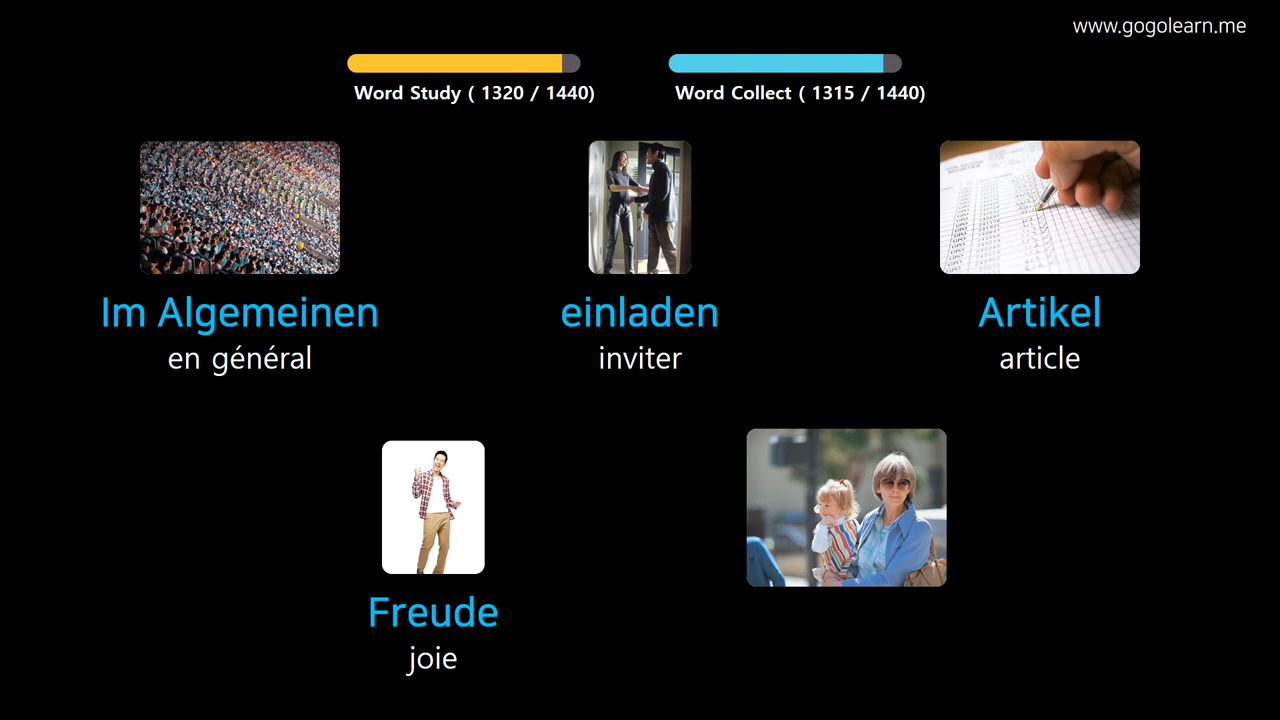 www.gogolearn.me
Word Study ( 1320 / 1440)
Word Collect ( 1315 / 1440)
Im Algemeinen
en général
einladen
inviter
Artikel
article
Freude
joie